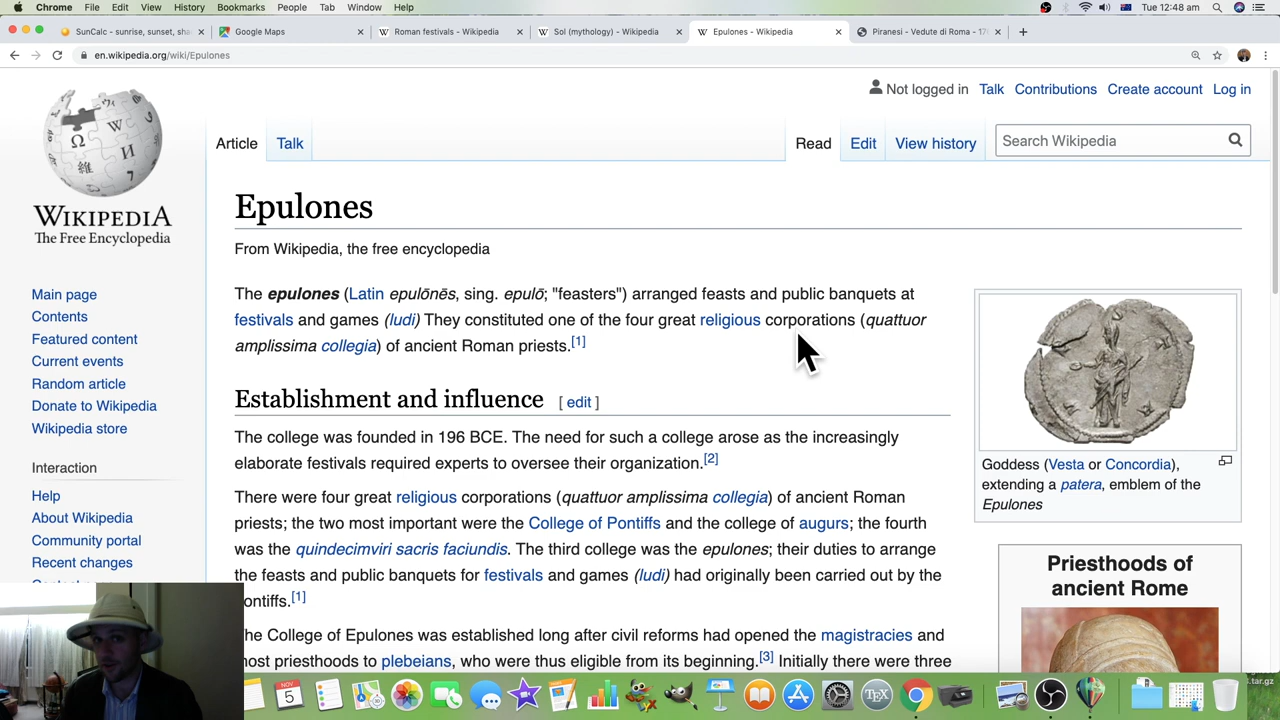 Chrome File Edit View History Bookmarks People Tab Window Help Tue 12:48 am
SunCalc - sunrise, sunset, sha
Google Maps
Roman festivals - Wikipedia
Sol (mythology) - Wikipedia
Epulones - Wikipedia
Piranesi - Vedute di Roma - 17
en.wikipedia.org/wiki/Epulones
Not logged in Talk Contributions Create account Log in
Article Talk Read Edit View history Search Wikipedia
WIKIPEDIA
The Free Encyclopedia
Main page
Contents
Featured content
Current events
Random article
Donate to Wikipedia
Wikipedia store
Interaction
Help
About Wikipedia
Community portal
Recent changes
Epulones
From Wikipedia, the free encyclopedia
The epulones (Latin epulōnēs, sing. epulō; "feasters") arranged feasts and public banquets at
festivals and games (ludi) They constituted one of the four great religious corporations (quattuor
amplissima collegia) of ancient Roman priests.[1]
Establishment and influence [ edit ]
The college was founded in 196 BCE. The need for such a college arose as the increasingly
elaborate festivals required experts to oversee their organization.[2]
There were four great religious corporations (quattuor amplissima collegia) of ancient Roman
priests; the two most important were the College of Pontiffs and the college of augurs; the fourth
was the quindecimviri sacris faciundis. The third college was the epulones; their duties to arrange
the feasts and public banquets for festivals and games (ludi) had originally been carried out by the
ontiffs.[1]
The College of Epulones was established long after civil reforms had opened the magistracies and
most priesthoods to plebeians, who were thus eligible from its beginning.[3] Initially there were three
Goddess (Vesta or Concordia),
extending a patera, emblem of the
Epulones
Priesthoods of
ancient Rome
NOV
5
TEX
3.tar.gz